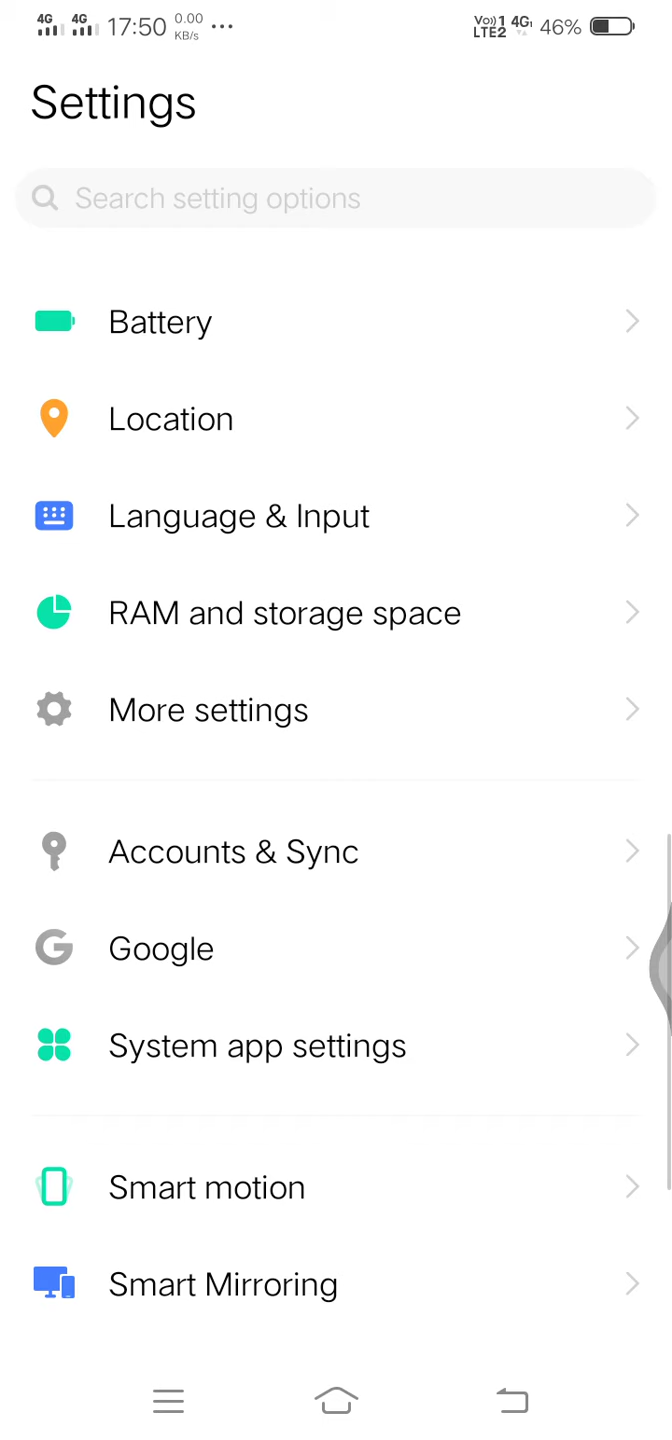 4G 4G 17:50 0.00 KB/s ... Vo))1 LTE2 4G 46%
Settings
Search setting options
Battery
Location
Language & Input
RAM and storage space
More settings
Accounts & Sync
Google
System app settings
Smart motion
Smart Mirroring